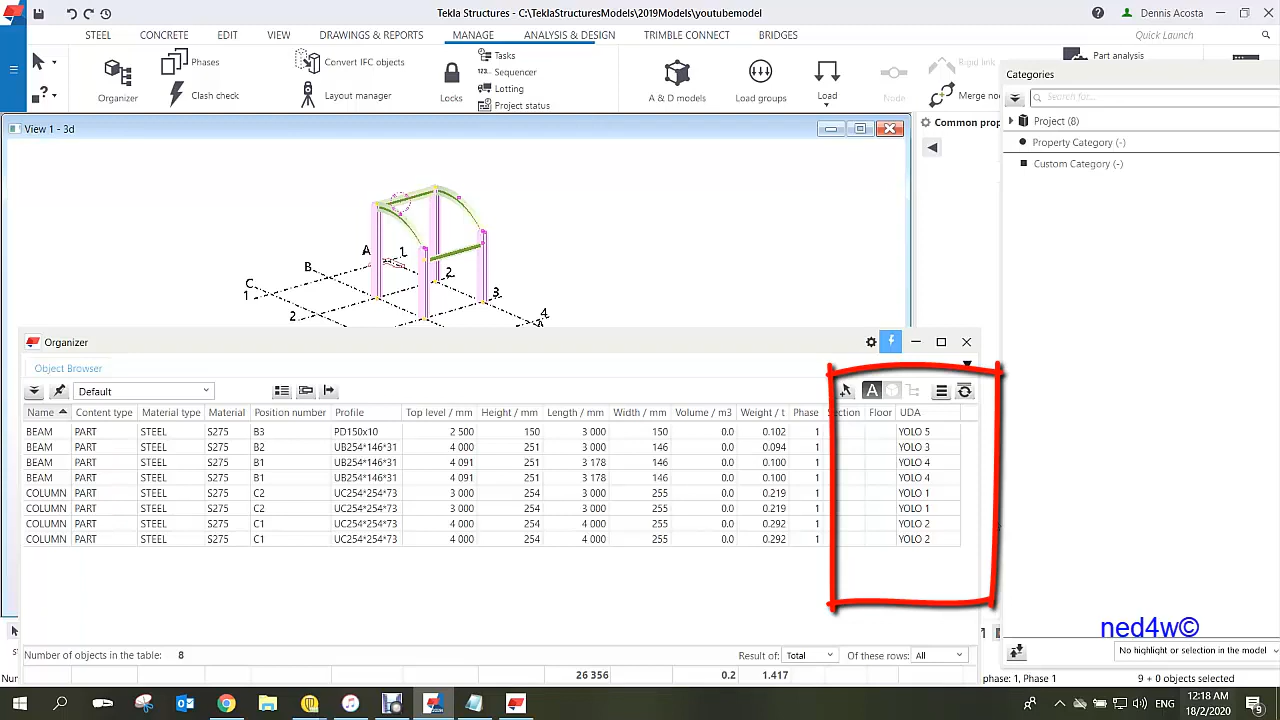 Tekla Structures - C:\TeklaStructuresModels\2019Models\youtubemodel
Dennis Acosta
STEEL CONCRETE EDIT VIEW DRAWINGS & REPORTS MANAGE ANALYSIS & DESIGN TRIMBLE CONNECT BRIDGES Quick Launch
Organizer
Phases
Clash check
Convert IFC objects
Layout manager
Locks
Tasks
Sequencer
Lotting
Project status
A & D models
Load groups
Load
Node
Rigid link
Merge nod
Part analysis
View 1 - 3d
Common prop
Categories
Search for...
Project (8)
Property Category (-)
Custom Category (-)
A 1
B 2
C 3
1 4
2
Organizer
Object Browser
Default
A
Name Content type Material type Material Position number Profile Top level / mm Height / mm Length / mm Width / mm Volume / m3 Weight / t Phase Section Floor UDA
BEAM PART STEEL S275 B3 PD150x10 2 500 150 3 000 150 0.0 0.102 1 YOLO 5
BEAM PART STEEL S275 B2 UB254*146*31 4 000 251 3 000 146 0.0 0.094 1 YOLO 3
BEAM PART STEEL S275 B1 UB254*146*31 4 091 251 3 178 146 0.0 0.100 1 YOLO 4
BEAM PART STEEL S275 B1 UB254*146*31 4 091 251 3 178 146 0.0 0.100 1 YOLO 4
COLUMN PART STEEL S275 C2 UC254*254*73 3 000 254 3 000 255 0.0 0.219 1 YOLO 1
COLUMN PART STEEL S275 C2 UC254*254*73 3 000 254 3 000 255 0.0 0.219 1 YOLO 1
COLUMN PART STEEL S275 C1 UC254*254*73 4 000 254 4 000 255 0.0 0.292 1 YOLO 2
COLUMN PART STEEL S275 C1 UC254*254*73 4 000 254 4 000 255 0.0 0.292 1 YOLO 2
ned4w©
Number of objects in the table: 8
Result of: Total Of these rows: All
26 356 0.2 1.417
No highlight or selection in the model
phase: 1, Phase 1 9 + 0 objects selected
ENG
12:18 AM
18/2/2020
9